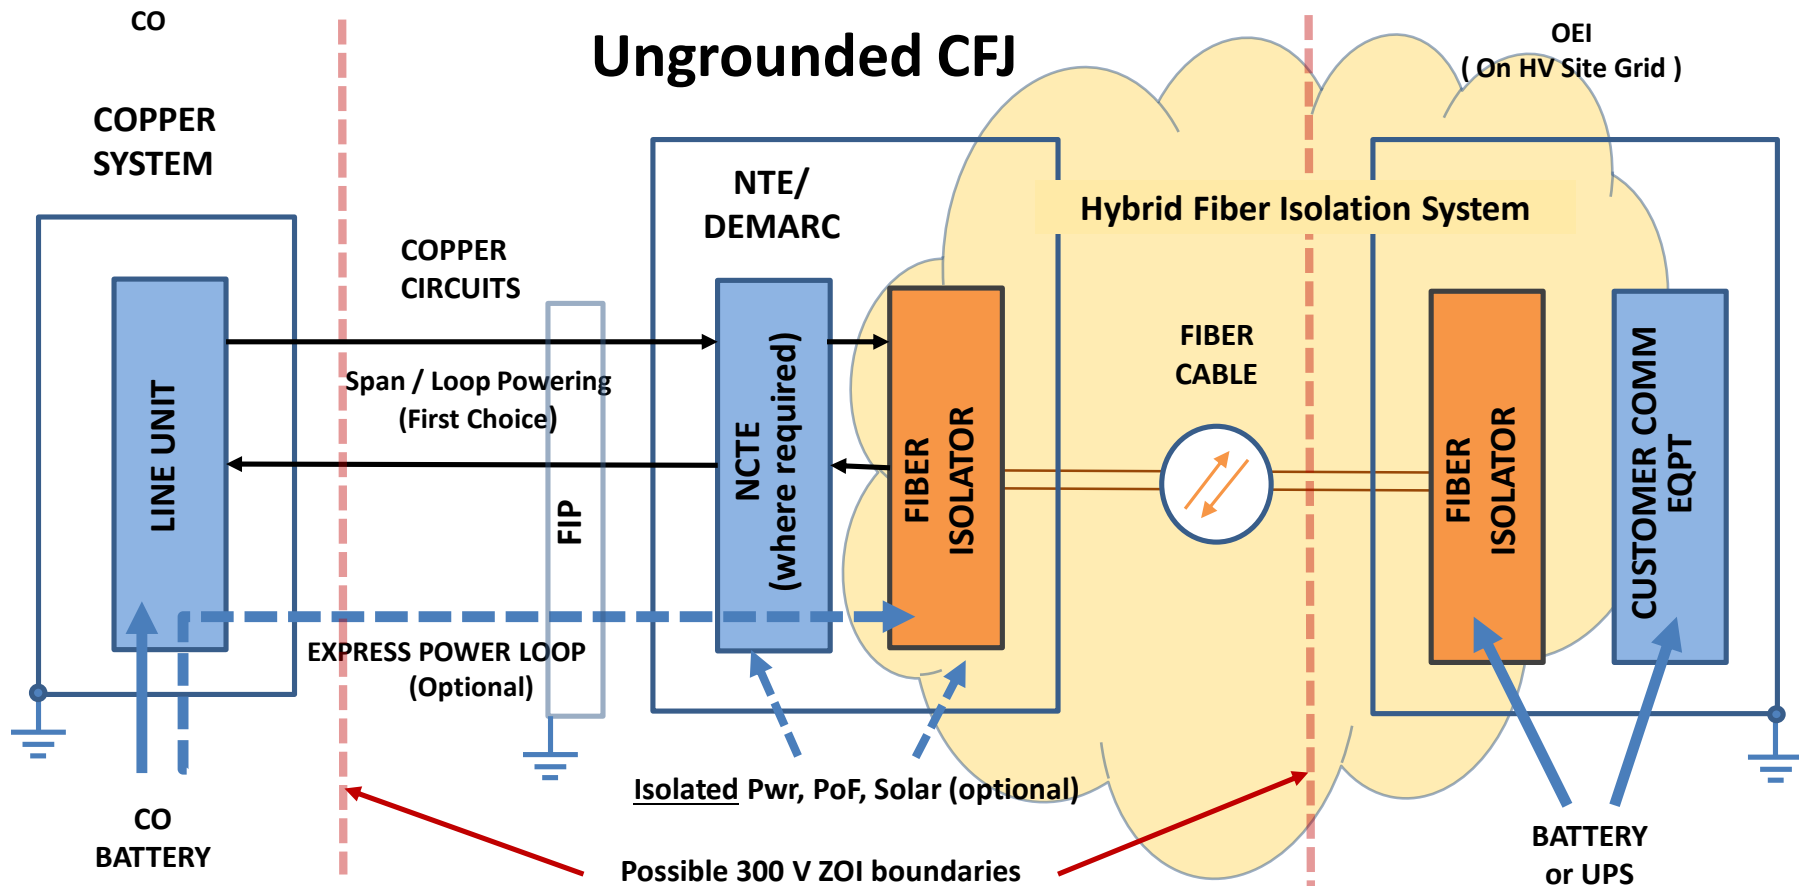 CO
Ungrounded CFJ
OEI
( On HV Site Grid )
COPPER
SYSTEM
NTE/
DEMARC
Hybrid Fiber Isolation System
COPPER
CIRCUITS
FIBER
CABLE
Span / Loop Powering
(First Choice)
LINE UNIT
FIP
NCTE
(where required)
FIBER
ISOLATOR
FIBER
ISOLATOR
CUSTOMER COMM
EQPT
EXPRESS POWER LOOP
(Optional)
Isolated Pwr, PoF, Solar (optional)
CO
BATTERY
Possible 300 V ZOI boundaries
BATTERY
or UPS